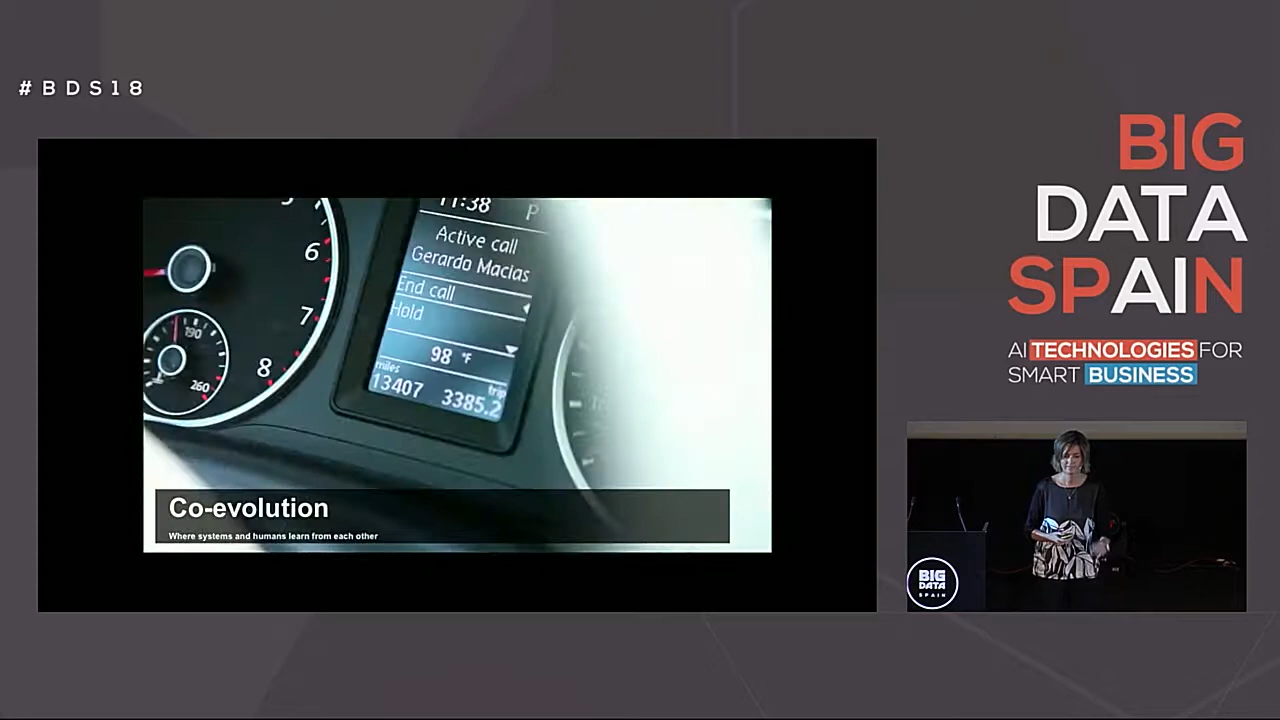 #BDS18
BIG
DATA
SPAIN
AI TECHNOLOGIES FOR
SMART BUSINESS
11:38 P
Active call
Gerardo Macias
End call
Hold
98 °F
miles
trip
13407 3385.2
6
7
8
190
260
Co-evolution
Where systems and humans learn from each other
BIG
DATA
SPAIN